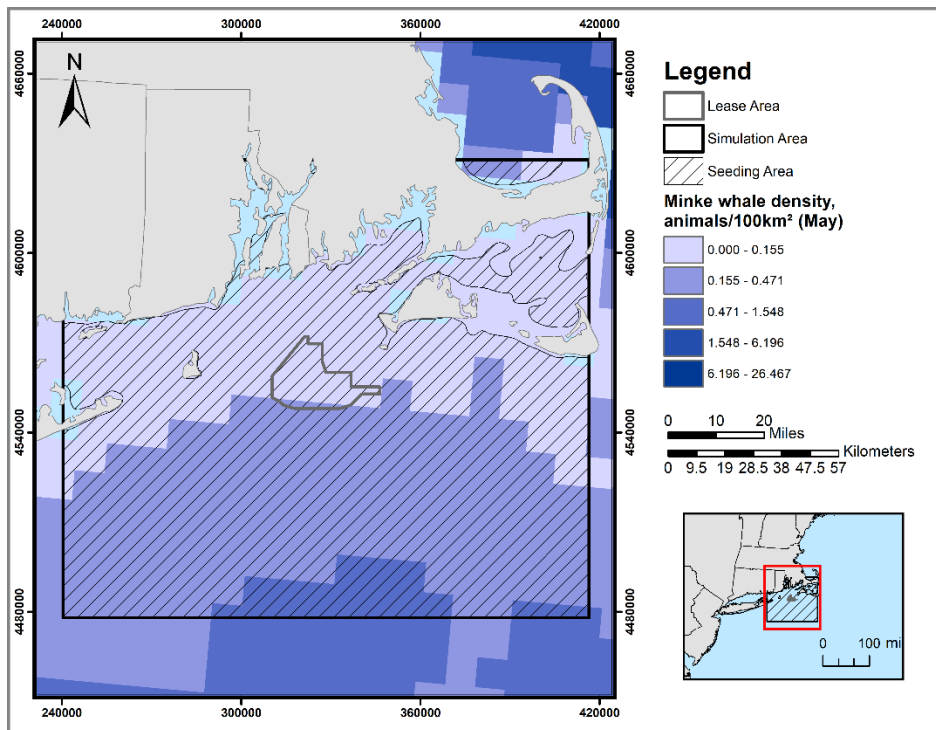 240000 300000 360000 420000
4660000 4660000
N
4600000 4600000
4540000 4540000
4480000 4480000
240000 300000 360000 420000
Legend
Lease Area
Simulation Area
Seeding Area
Minke whale density,
animals/100km² (May)
0.000 - 0.155
0.155 - 0.471
0.471 - 1.548
1.548 - 6.196
6.196 - 26.467
0 10 20
Miles
Kilometers
0 9.5 19 28.5 38 47.5 57
0 100 mi